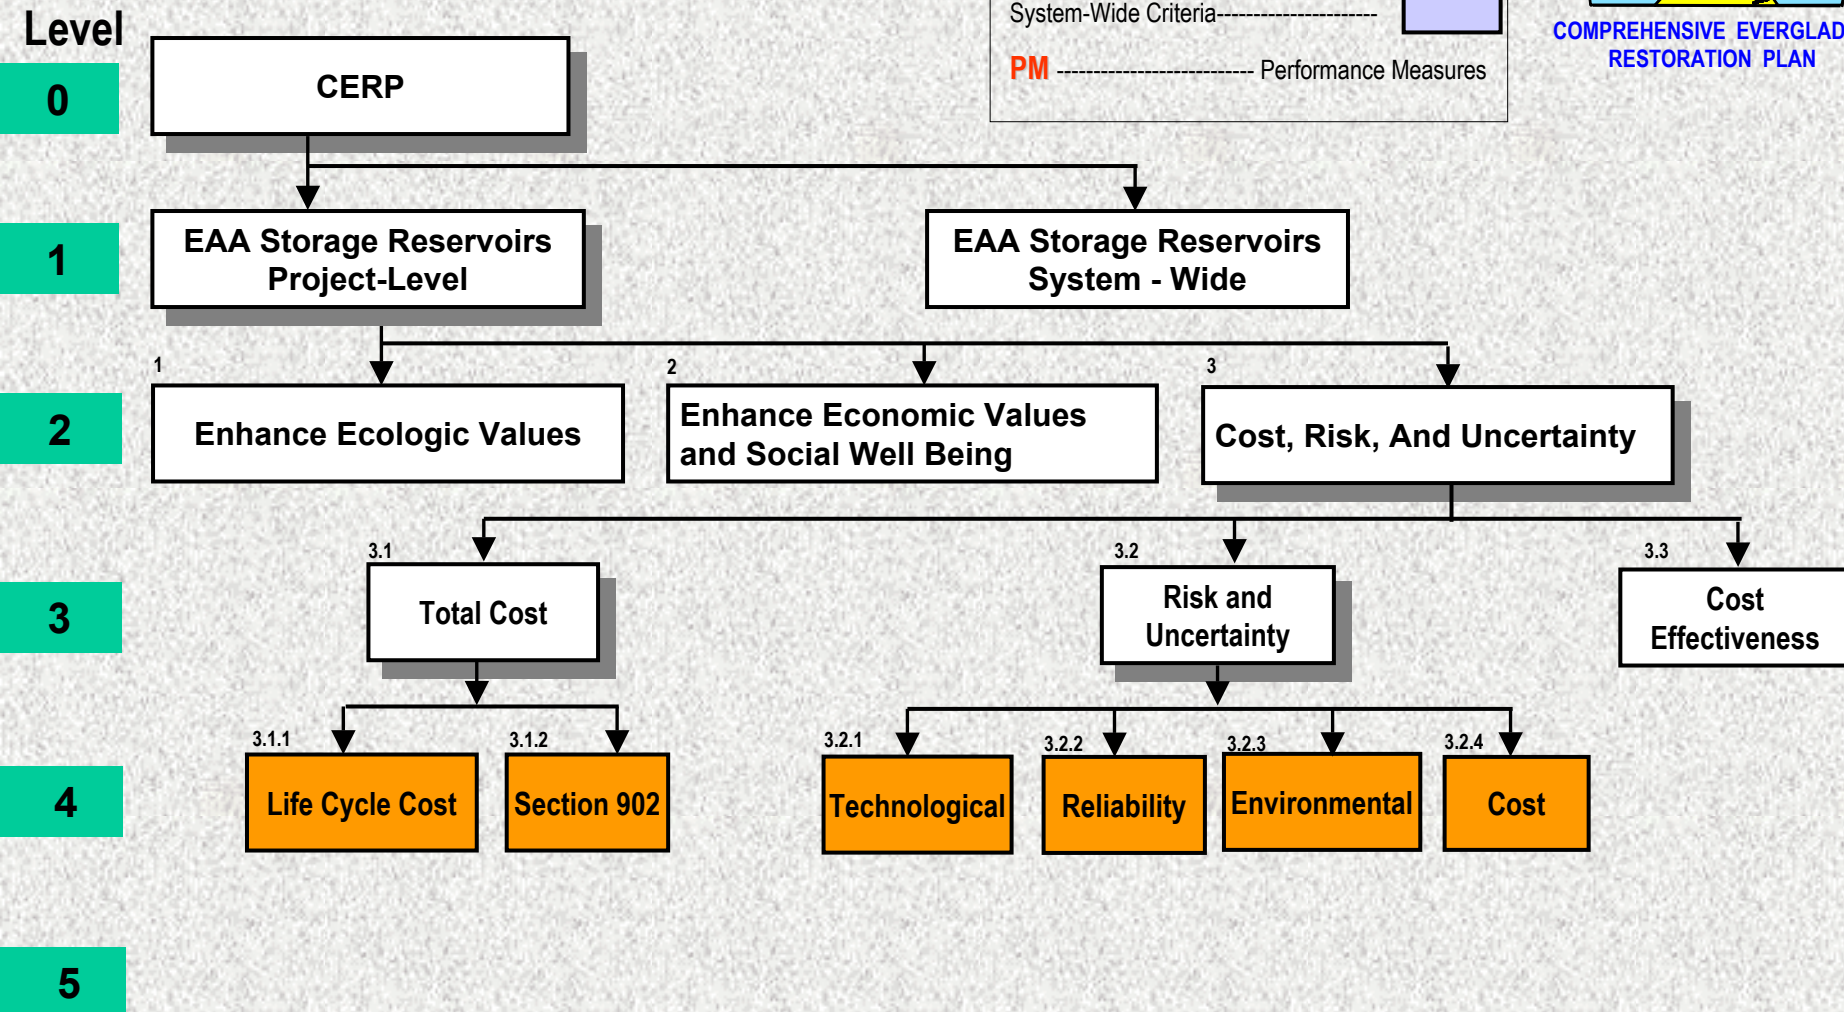 Level
System-Wide Criteria----------------------
PM --------------------------- Performance Measures
COMPREHENSIVE EVERGLAD
RESTORATION PLAN
0
CERP
1
EAA Storage Reservoirs
Project-Level
EAA Storage Reservoirs
System - Wide
1
2
3
2
Enhance Ecologic Values
Enhance Economic Values
and Social Well Being
Cost, Risk, And Uncertainty
3.1
3.2
3.3
3
Total Cost
Risk and
Uncertainty
Cost
Effectiveness
3.1.1
3.1.2
3.2.1
3.2.2
3.2.3
3.2.4
4
Life Cycle Cost
Section 902
Technological
Reliability
Environmental
Cost
5